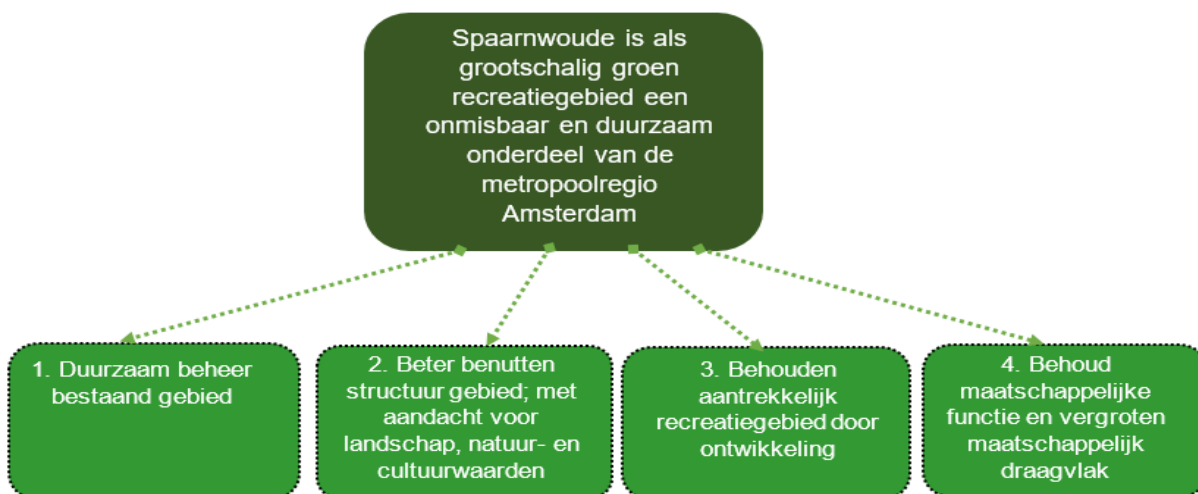 Spaarnwoude is als
grootschalig groen
recreatiegebied een
onmisbaar en duurzaam
onderdeel van de
metropoolregio
Amsterdam
1. Duurzaam beheer
bestaand gebied
2. Beter benutten
structuur gebied; met
aandacht voor
landschap, natuur- en
cultuurwaarden
3. Behouden
aantrekkelijk
recreatiegebied door
ontwikkeling
4. Behoud
maatschappelijke
functie en vergroten
maatschappelijk
draagvlak